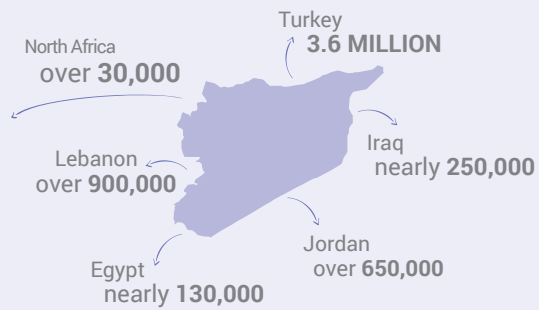 Turkey
3.6 MILLION
North Africa
over 30,000
Iraq
nearly 250,000
Lebanon
over 900,000
Jordan
over 650,000
Egypt
nearly 130,000